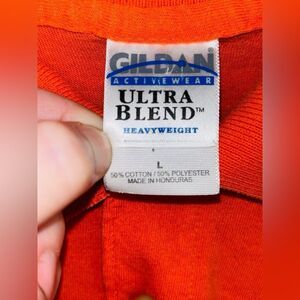 GILDAN
ACTIVEWEAR
ULTRA
BLEND™
HEAVYWEIGHT
L
50% COTTON / 50% POLYESTER
MADE IN HONDURAS